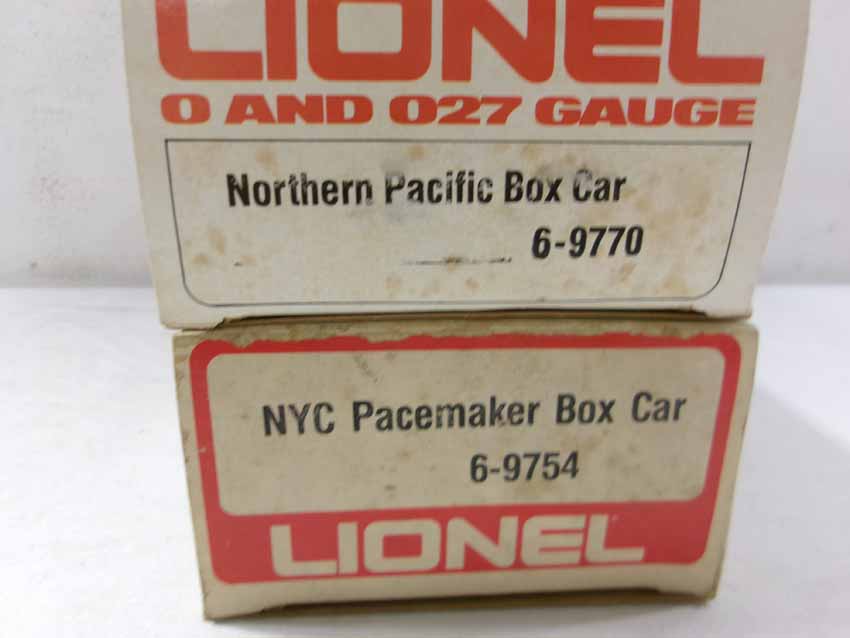 LIONEL
O AND O27 GAUGE
Northern Pacific Box Car
6-9770
NYC Pacemaker Box Car
6-9754
LIONEL